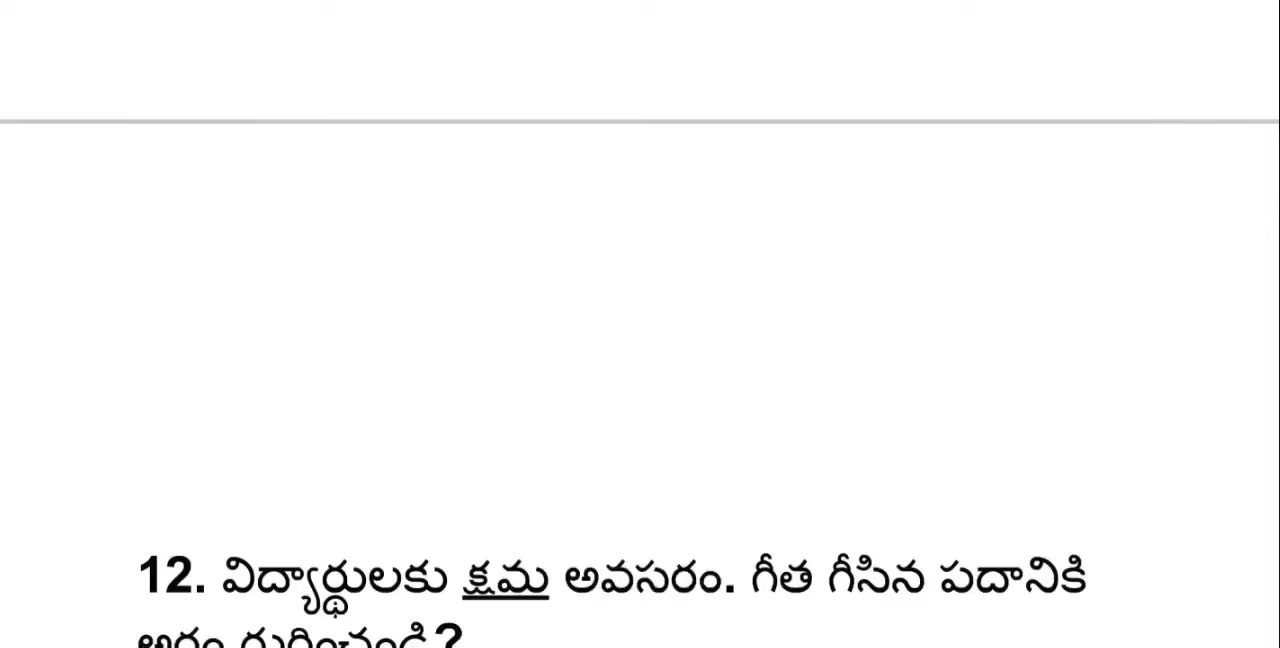 12. విద్యార్థులకు క్షమ అవసరం. గీత గీసిన పదానికి